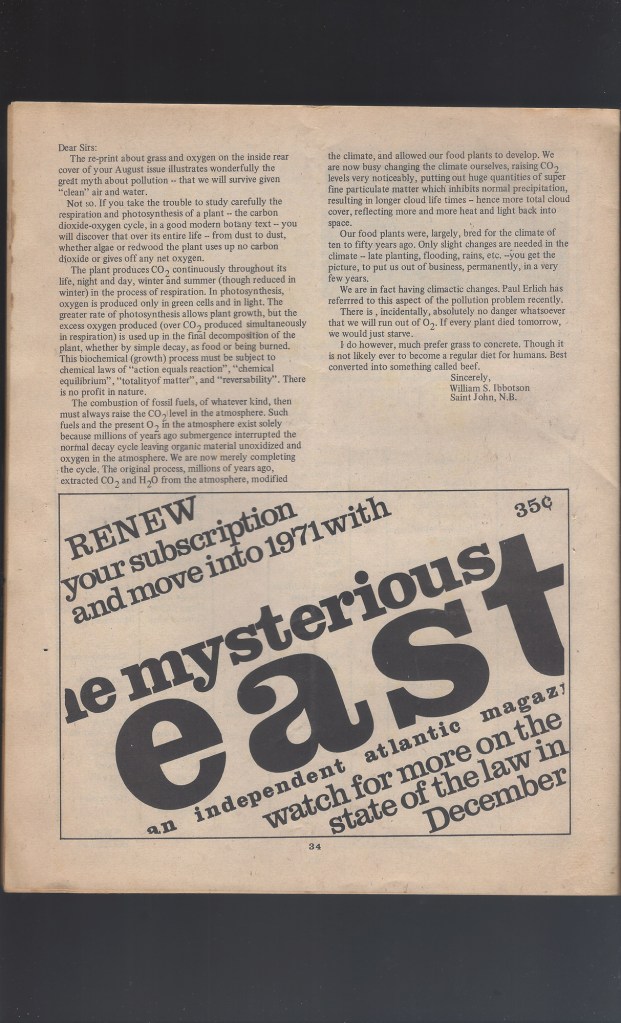 Dear Sirs:
The re-print about grass and oxygen on the inside rear
cover of your August issue illustrates wonderfully the
great myth about pollution -- that we will survive given
"clean" air and water.
Not so. If you take the trouble to study carefully the
respiration and photosynthesis of a plant -- the carbon
dioxide-oxygen cycle, in a good modern botany text -- you
will discover that over its entire life -- from dust to dust,
whether algae or redwood the plant uses up no carbon
dioxide or gives off any net oxygen.
The plant produces CO2 continuously throughout its
life, night and day, winter and summer (though reduced in
winter) in the process of respiration. In photosynthesis,
oxygen is produced only in green cells and in light. The
greater rate of photosynthesis allows plant growth, but the
excess oxygen produced (over CO2 produced simultaneously
in respiration) is used up in the final decomposition of the
plant, whether by simple decay, as food or being burned.
This biochemical (growth) process must be subject to
chemical laws of "action equals reaction", "chemical
equilibrium", "totalityof matter", and "reversability". There
is no profit in nature.
The combustion of fossil fuels, of whatever kind, then
must always raise the CO2 level in the atmosphere. Such
fuels and the present O2 in the atmosphere exist solely
because millions of years ago submergence interrupted the
normal decay cycle leaving organic material unoxidized and
oxygen in the atmosphere. We are now merely completing
the cycle. The original process, millions of years ago,
extracted CO2 and H2O from the atmosphere, modified
the climate, and allowed our food plants to develop. We
are now busy changing the climate ourselves, raising CO2
levels very noticeably, putting out huge quantities of super
fine particulate matter which inhibits normal precipitation,
resulting in longer cloud life times -- hence more total cloud
cover, reflecting more and more heat and light back into
space.
Our food plants were, largely, bred for the climate of
ten to fifty years ago. Only slight changes are needed in the
climate -- late planting, flooding, rains, etc. --you get the
picture, to put us out of business, permanently, in a very
few years.
We are in fact having climactic changes. Paul Erlich has
referred to this aspect of the pollution problem recently.
There is , incidentally, absolutely no danger whatsoever
that we will run out of O2. If every plant died tomorrow,
we would just starve.
I do however, much prefer grass to concrete. Though it
is not likely ever to become a regular diet for humans. Best
converted into something called beef.
Sincerely,
William S. Ibbotson
Saint John, N.B.
RENEW
your subscription
and move into 1971 with
35¢
he mysterious
east
an independent atlantic magazi
watch for more on the
state of the law in
December
34